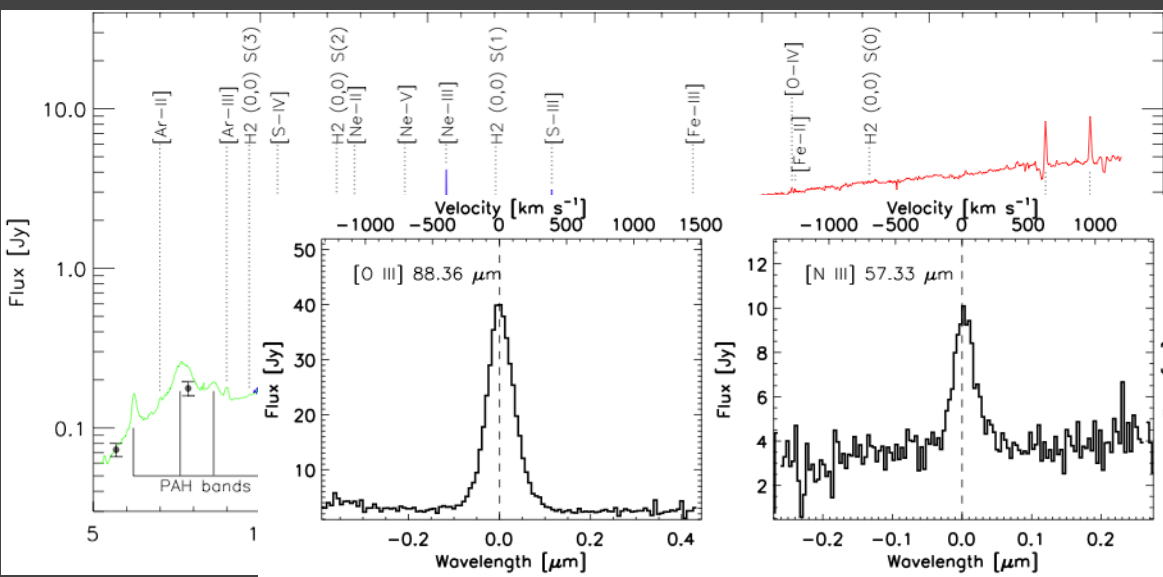 [Ar-II]
[Ar-III]
H2 (0,0) S(3)
[S-IV]
H2 (0,0) S(2)
[Ne-II]
[Ne-V]
[Ne-III]
H2 (0,0) S(1)
[S-III]
[Fe-III]
[O-IV]
[Fe-II]
H2 (0,0) S(0)
10.0
1.0
0.1
Flux [Jy]
PAH bands
5
1
Velocity [km s⁻¹]
-1000 -500 0 500 1000 1500
[O III] 88.36 μm
50
40
30
20
10
Flux [Jy]
-0.2 0.0 0.2 0.4
Wavelength [μm]
Velocity [km s⁻¹]
-1000 -500 0 500 1000
[N III] 57.33 μm
12
10
8
6
4
2
Flux [Jy]
-0.2 -0.1 0.0 0.1 0.2
Wavelength [μm]